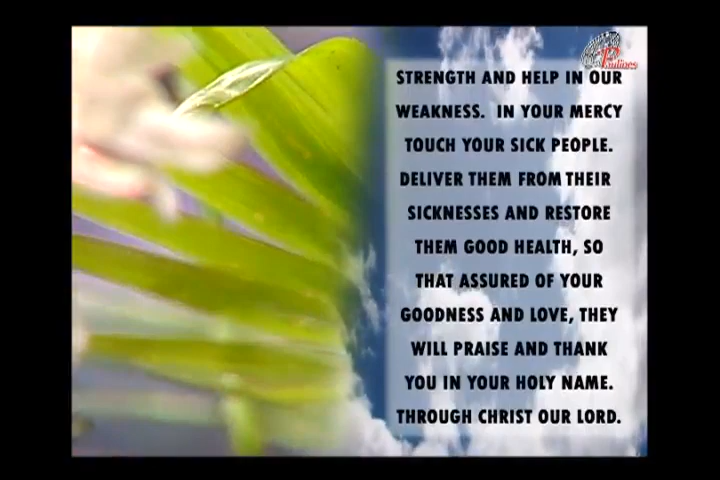 Paulines
STRENGTH AND HELP IN OUR
WEAKNESS. IN YOUR MERCY
TOUCH YOUR SICK PEOPLE.
DELIVER THEM FROM THEIR
SICKNESSES AND RESTORE
THEM GOOD HEALTH, SO
THAT ASSURED OF YOUR
GOODNESS AND LOVE, THEY
WILL PRAISE AND THANK
YOU IN YOUR HOLY NAME.
THROUGH CHRIST OUR LORD.